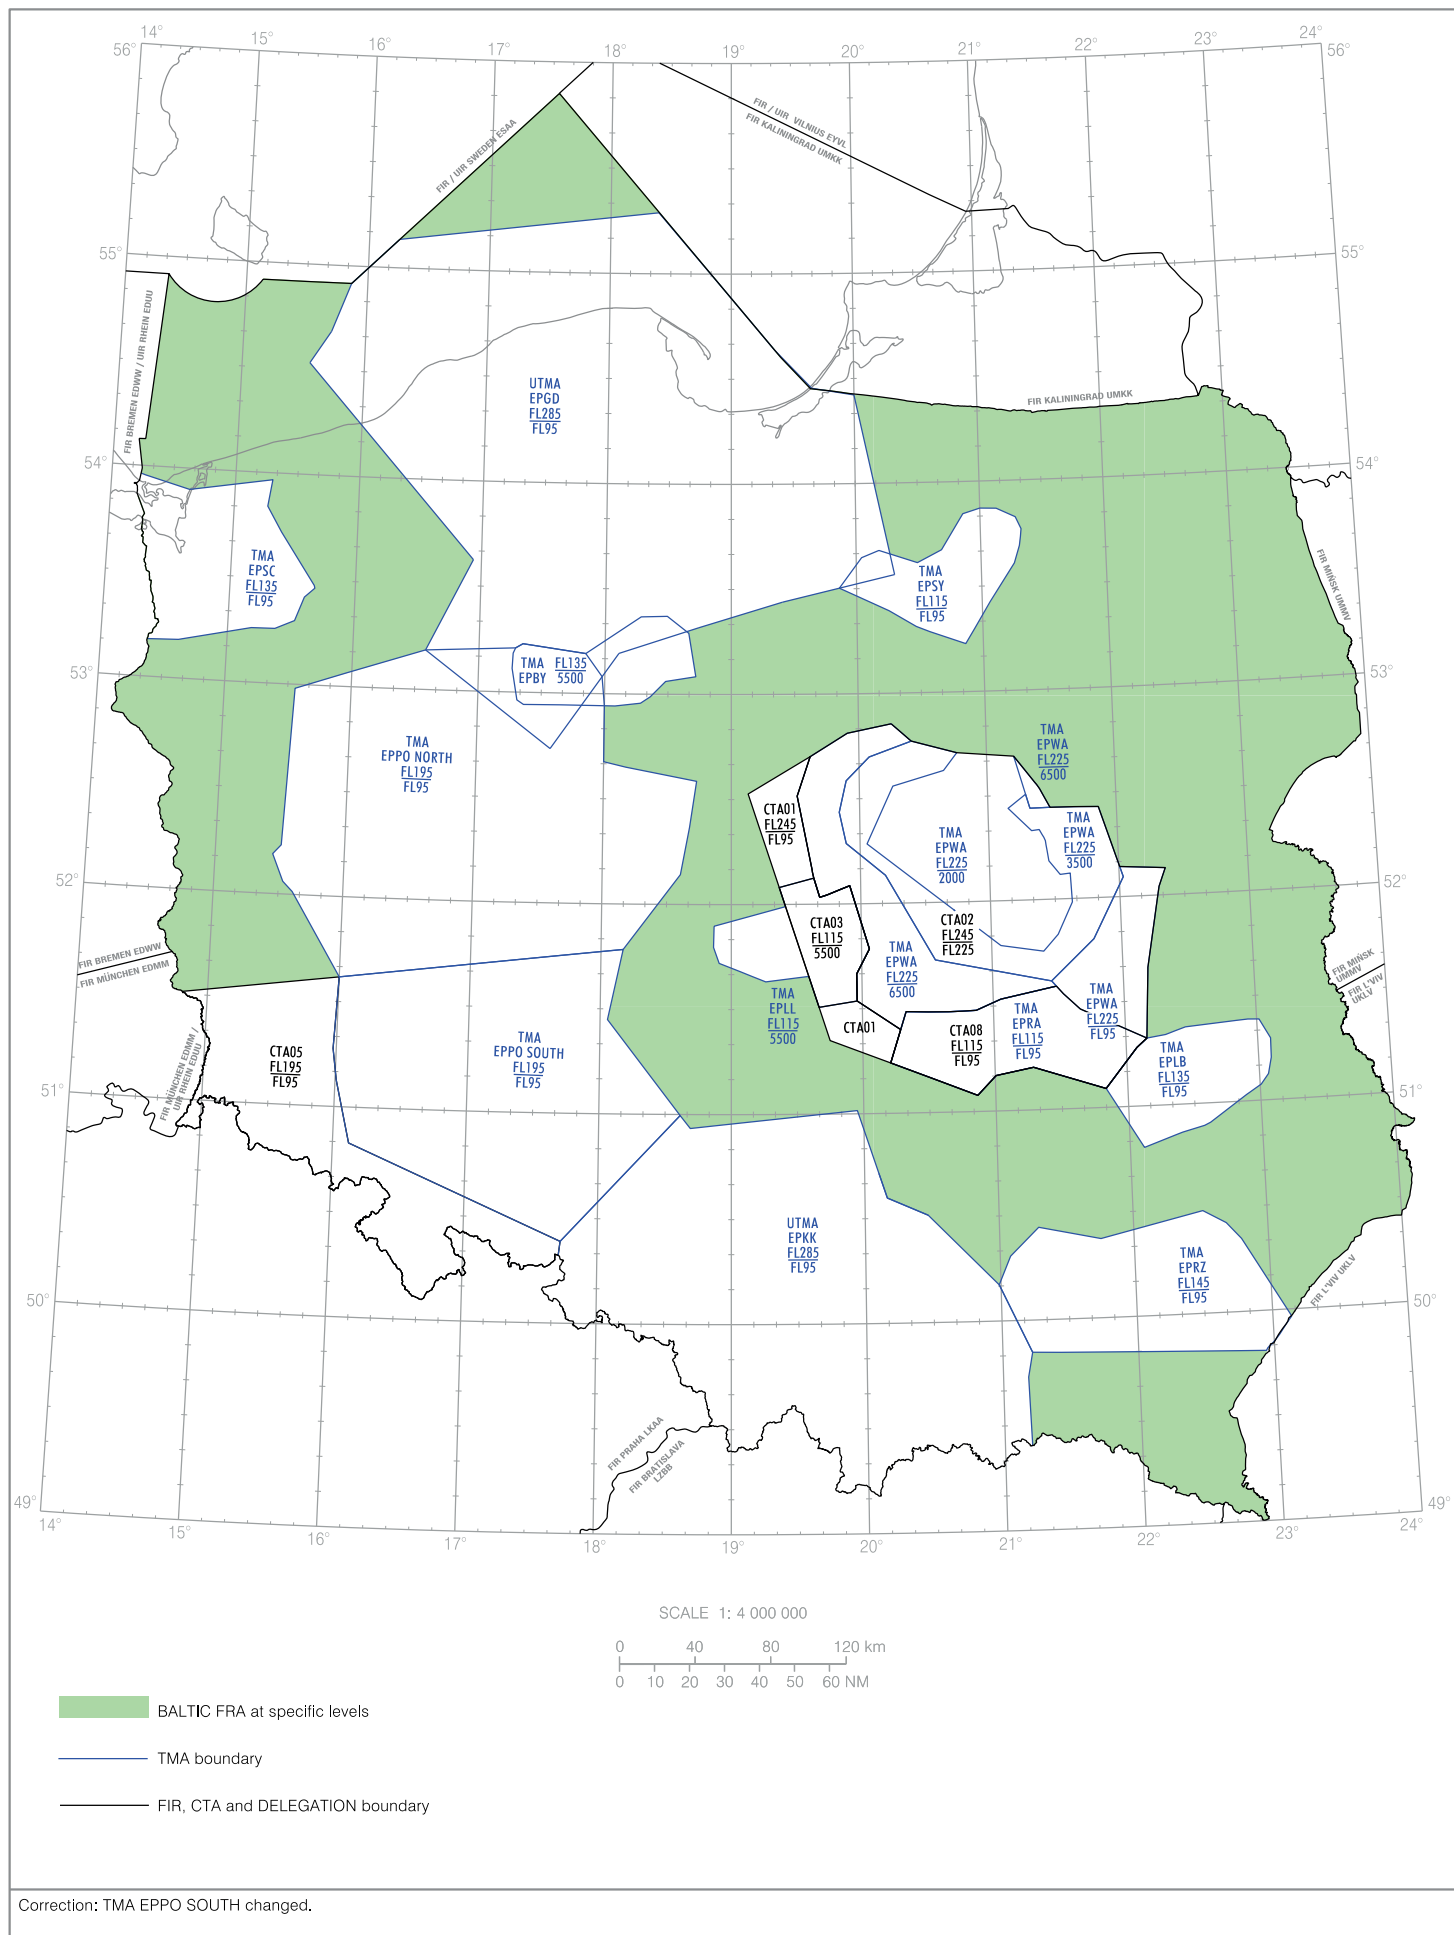 14°
15°
16°
17°
18°
19°
20°
21°
22°
23°
24°
56°
56°
FIR / UIR SWEDEN ESAA
FIR / UIR VILNIUS EYVL
FIR KALININGRAD UMKK
55°
55°
FIR BREMEN EDWW / UIR RHEIN EDUU
UTMA
EPGD
FL285
FL95
FIR KALININGRAD UMKK
54°
54°
TMA
EPSC
FL135
FL95
TMA
EPSY
FL115
FL95
FIR MIŃSK UMMV
53°
53°
TMA
EPBY
FL135
5500
TMA
EPPO NORTH
FL195
FL95
TMA
EPWA
FL225
6500
CTA01
FL245
FL95
TMA
EPWA
FL225
2000
TMA
EPWA
FL225
3500
52°
52°
CTA03
FL115
5500
CTA02
FL245
FL225
TMA
EPWA
FL225
6500
FIR BREMEN EDWW
FIR MÜNCHEN EDMM
FIR MIŃSK
UMMV
FIR L'VIV
UKLV
TMA
EPLL
FL115
5500
TMA
EPWA
FL225
FL95
CTA01
CTA08
FL115
FL95
TMA
EPRA
FL115
FL95
TMA
EPPO SOUTH
FL195
FL95
CTA05
FL195
FL95
TMA
EPLB
FL135
FL95
FIR MÜNCHEN EDMM /
UIR RHEIN EDUU
51°
51°
UTMA
EPKK
FL285
FL95
TMA
EPRZ
FL145
FL95
FIR L'VIV UKLV
50°
50°
FIR PRAHA LKAA
FIR BRATISLAVA
LZBB
49°
49°
14°
15°
16°
17°
18°
19°
20°
21°
22°
23°
24°
SCALE 1: 4 000 000
0 40 80 120 km
0 10 20 30 40 50 60 NM
BALTIC FRA at specific levels
TMA boundary
FIR, CTA and DELEGATION boundary
Correction: TMA EPPO SOUTH changed.